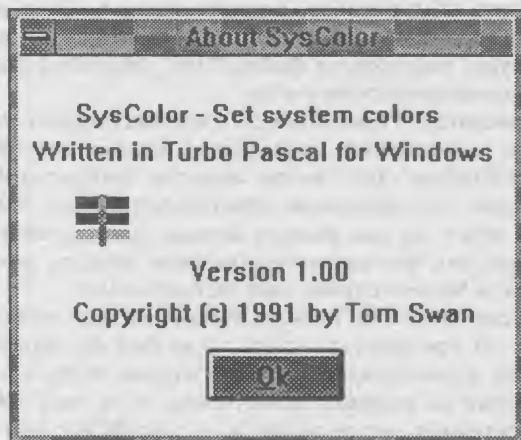 About SysColor
SysColor - Set system colors
Written in Turbo Pascal for Windows
Version 1.00
Copyright (c) 1991 by Tom Swan
Ok